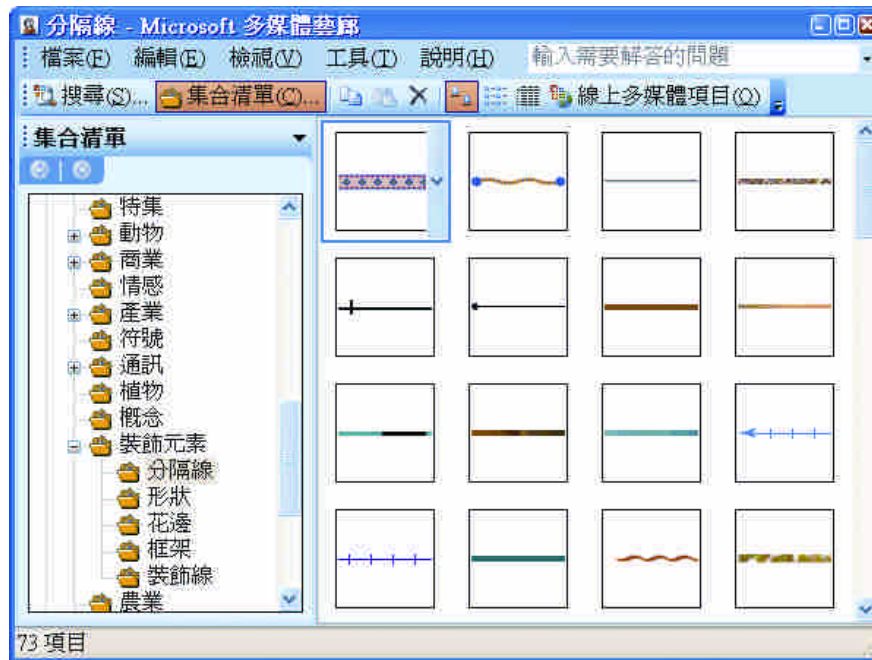 分隔線 - Microsoft 多媒體藝廊
檔案(F) 編輯(E) 檢視(V) 工具(T) 說明(H) 輸入需要解答的問題
搜尋(S)... 集合清單(C)... 線上多媒體項目(O)
集合清單
特集
動物
商業
情感
產業
符號
通訊
植物
概念
裝飾元素
分隔線
形狀
花邊
框架
裝飾線
農業
73 項目